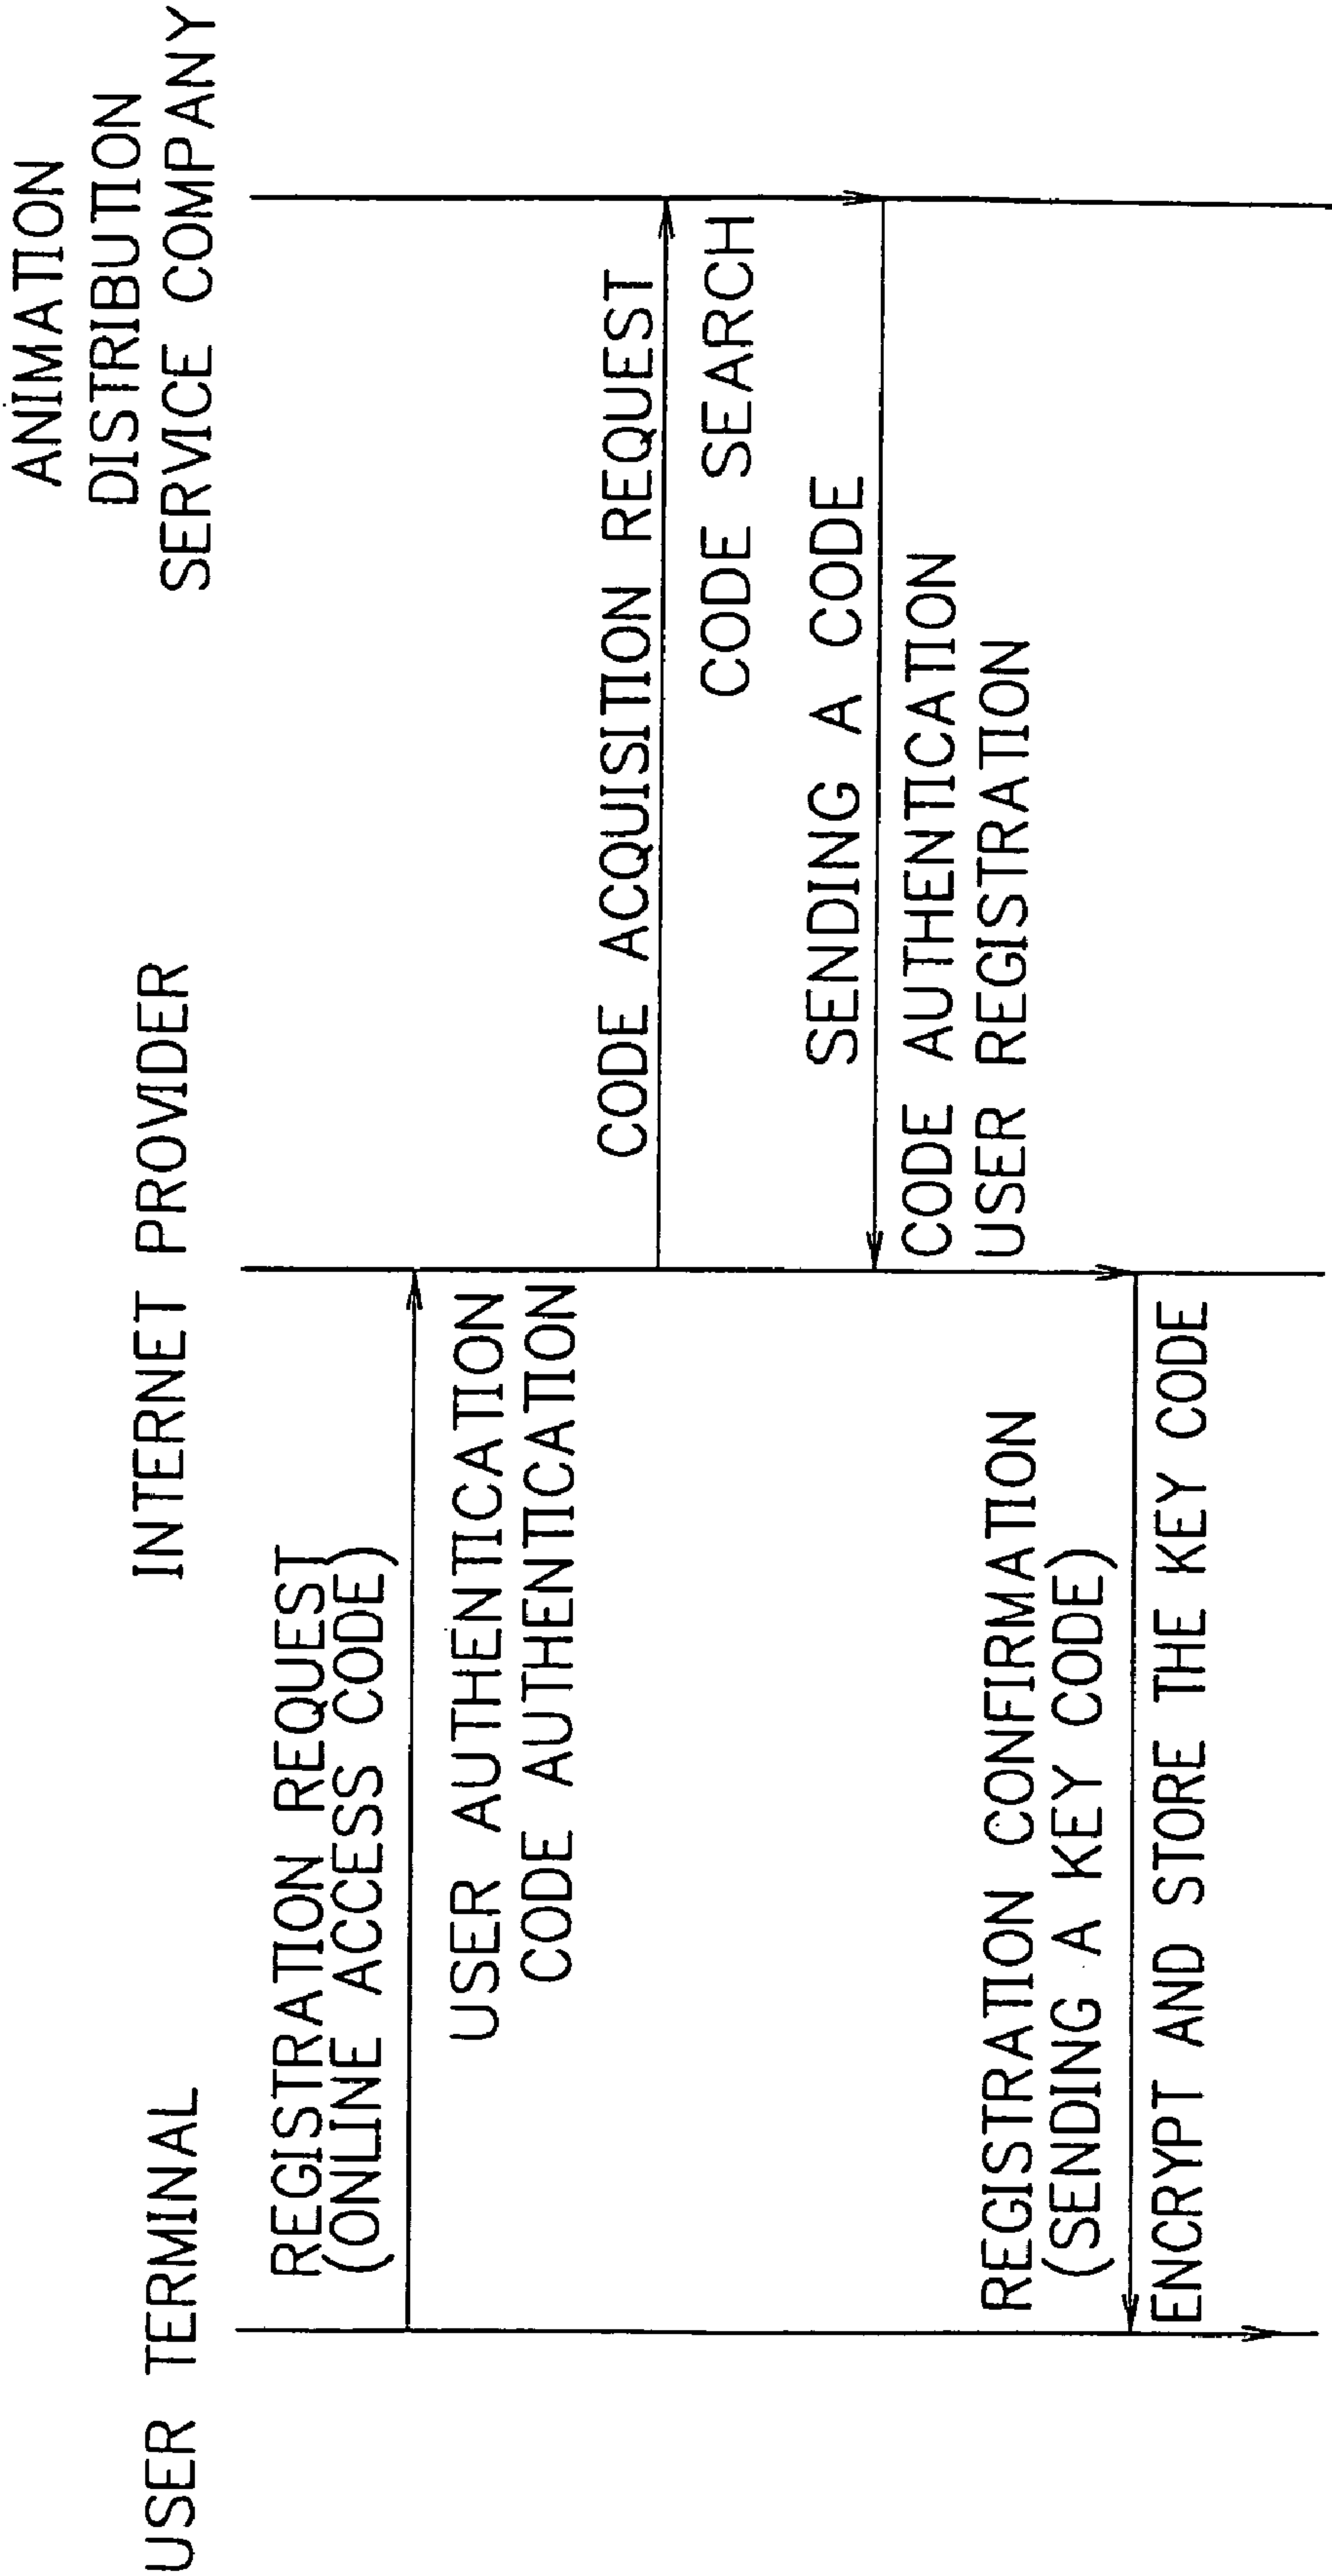 USER TERMINAL
INTERNET PROVIDER
ANIMATION
DISTRIBUTION
SERVICE COMPANY
REGISTRATION REQUEST
(ONLINE ACCESS CODE)
USER AUTHENTICATION
CODE AUTHENTICATION
CODE ACQUISITION REQUEST
CODE SEARCH
SENDING A CODE
CODE AUTHENTICATION
USER REGISTRATION
REGISTRATION CONFIRMATION
(SENDING A KEY CODE)
ENCRYPT AND STORE THE KEY CODE